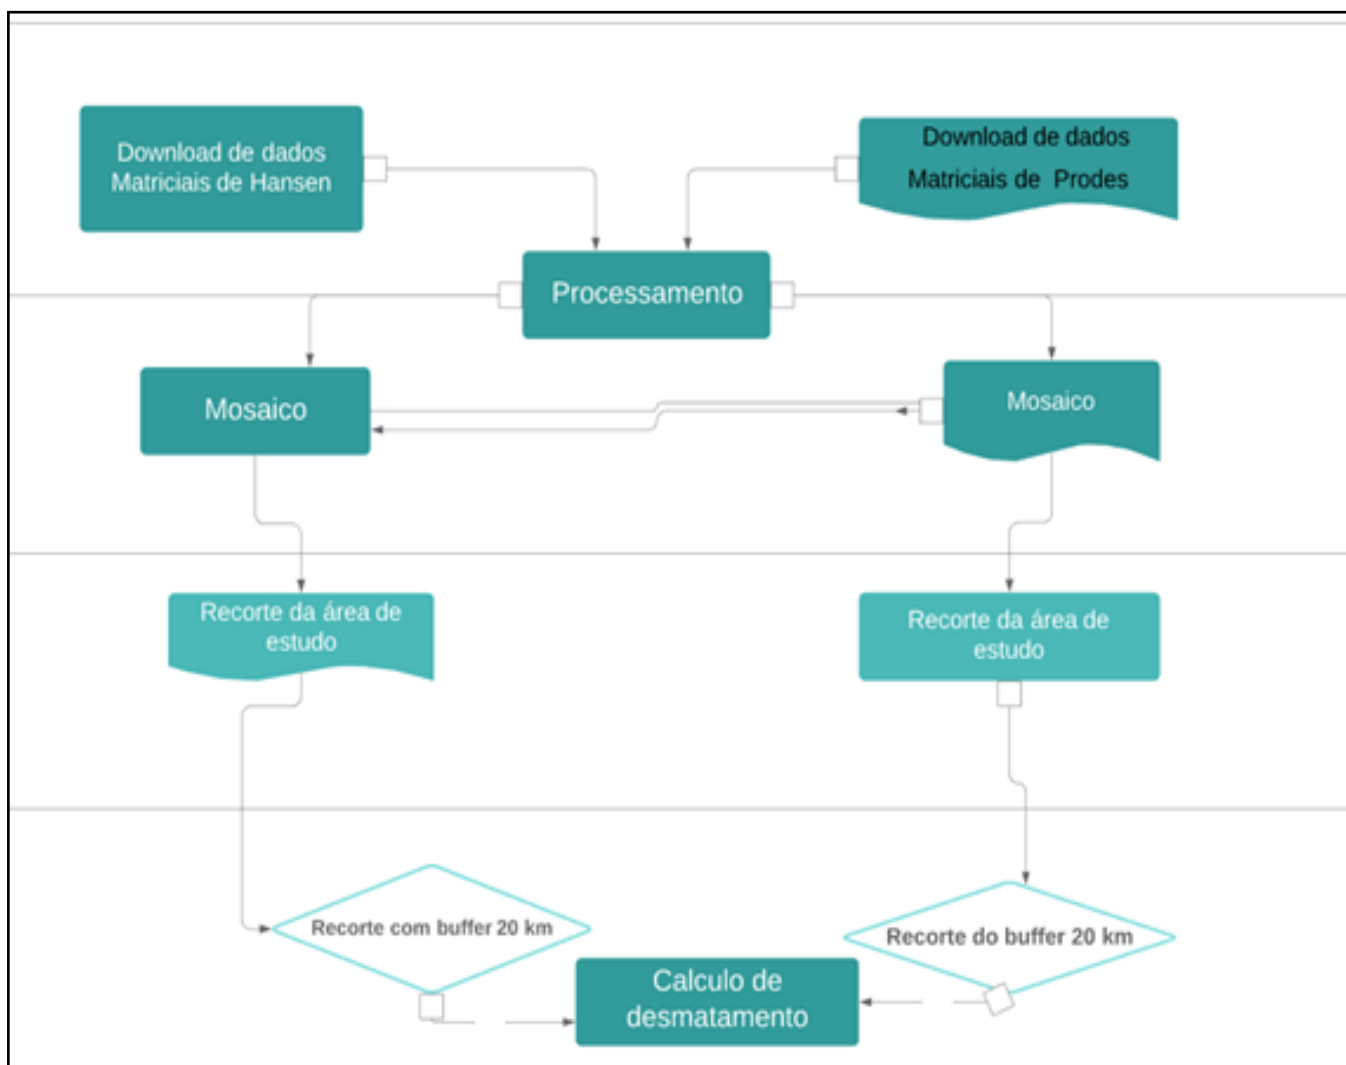 Download de dados
Matriciais de Hansen
Download de dados
Matriciais de Prodes
Processamento
Mosaico
Mosaico
Recorte da área de
estudo
Recorte da área de
estudo
Recorte com buffer 20 km
Recorte do buffer 20 km
Calculo de
desmatamento